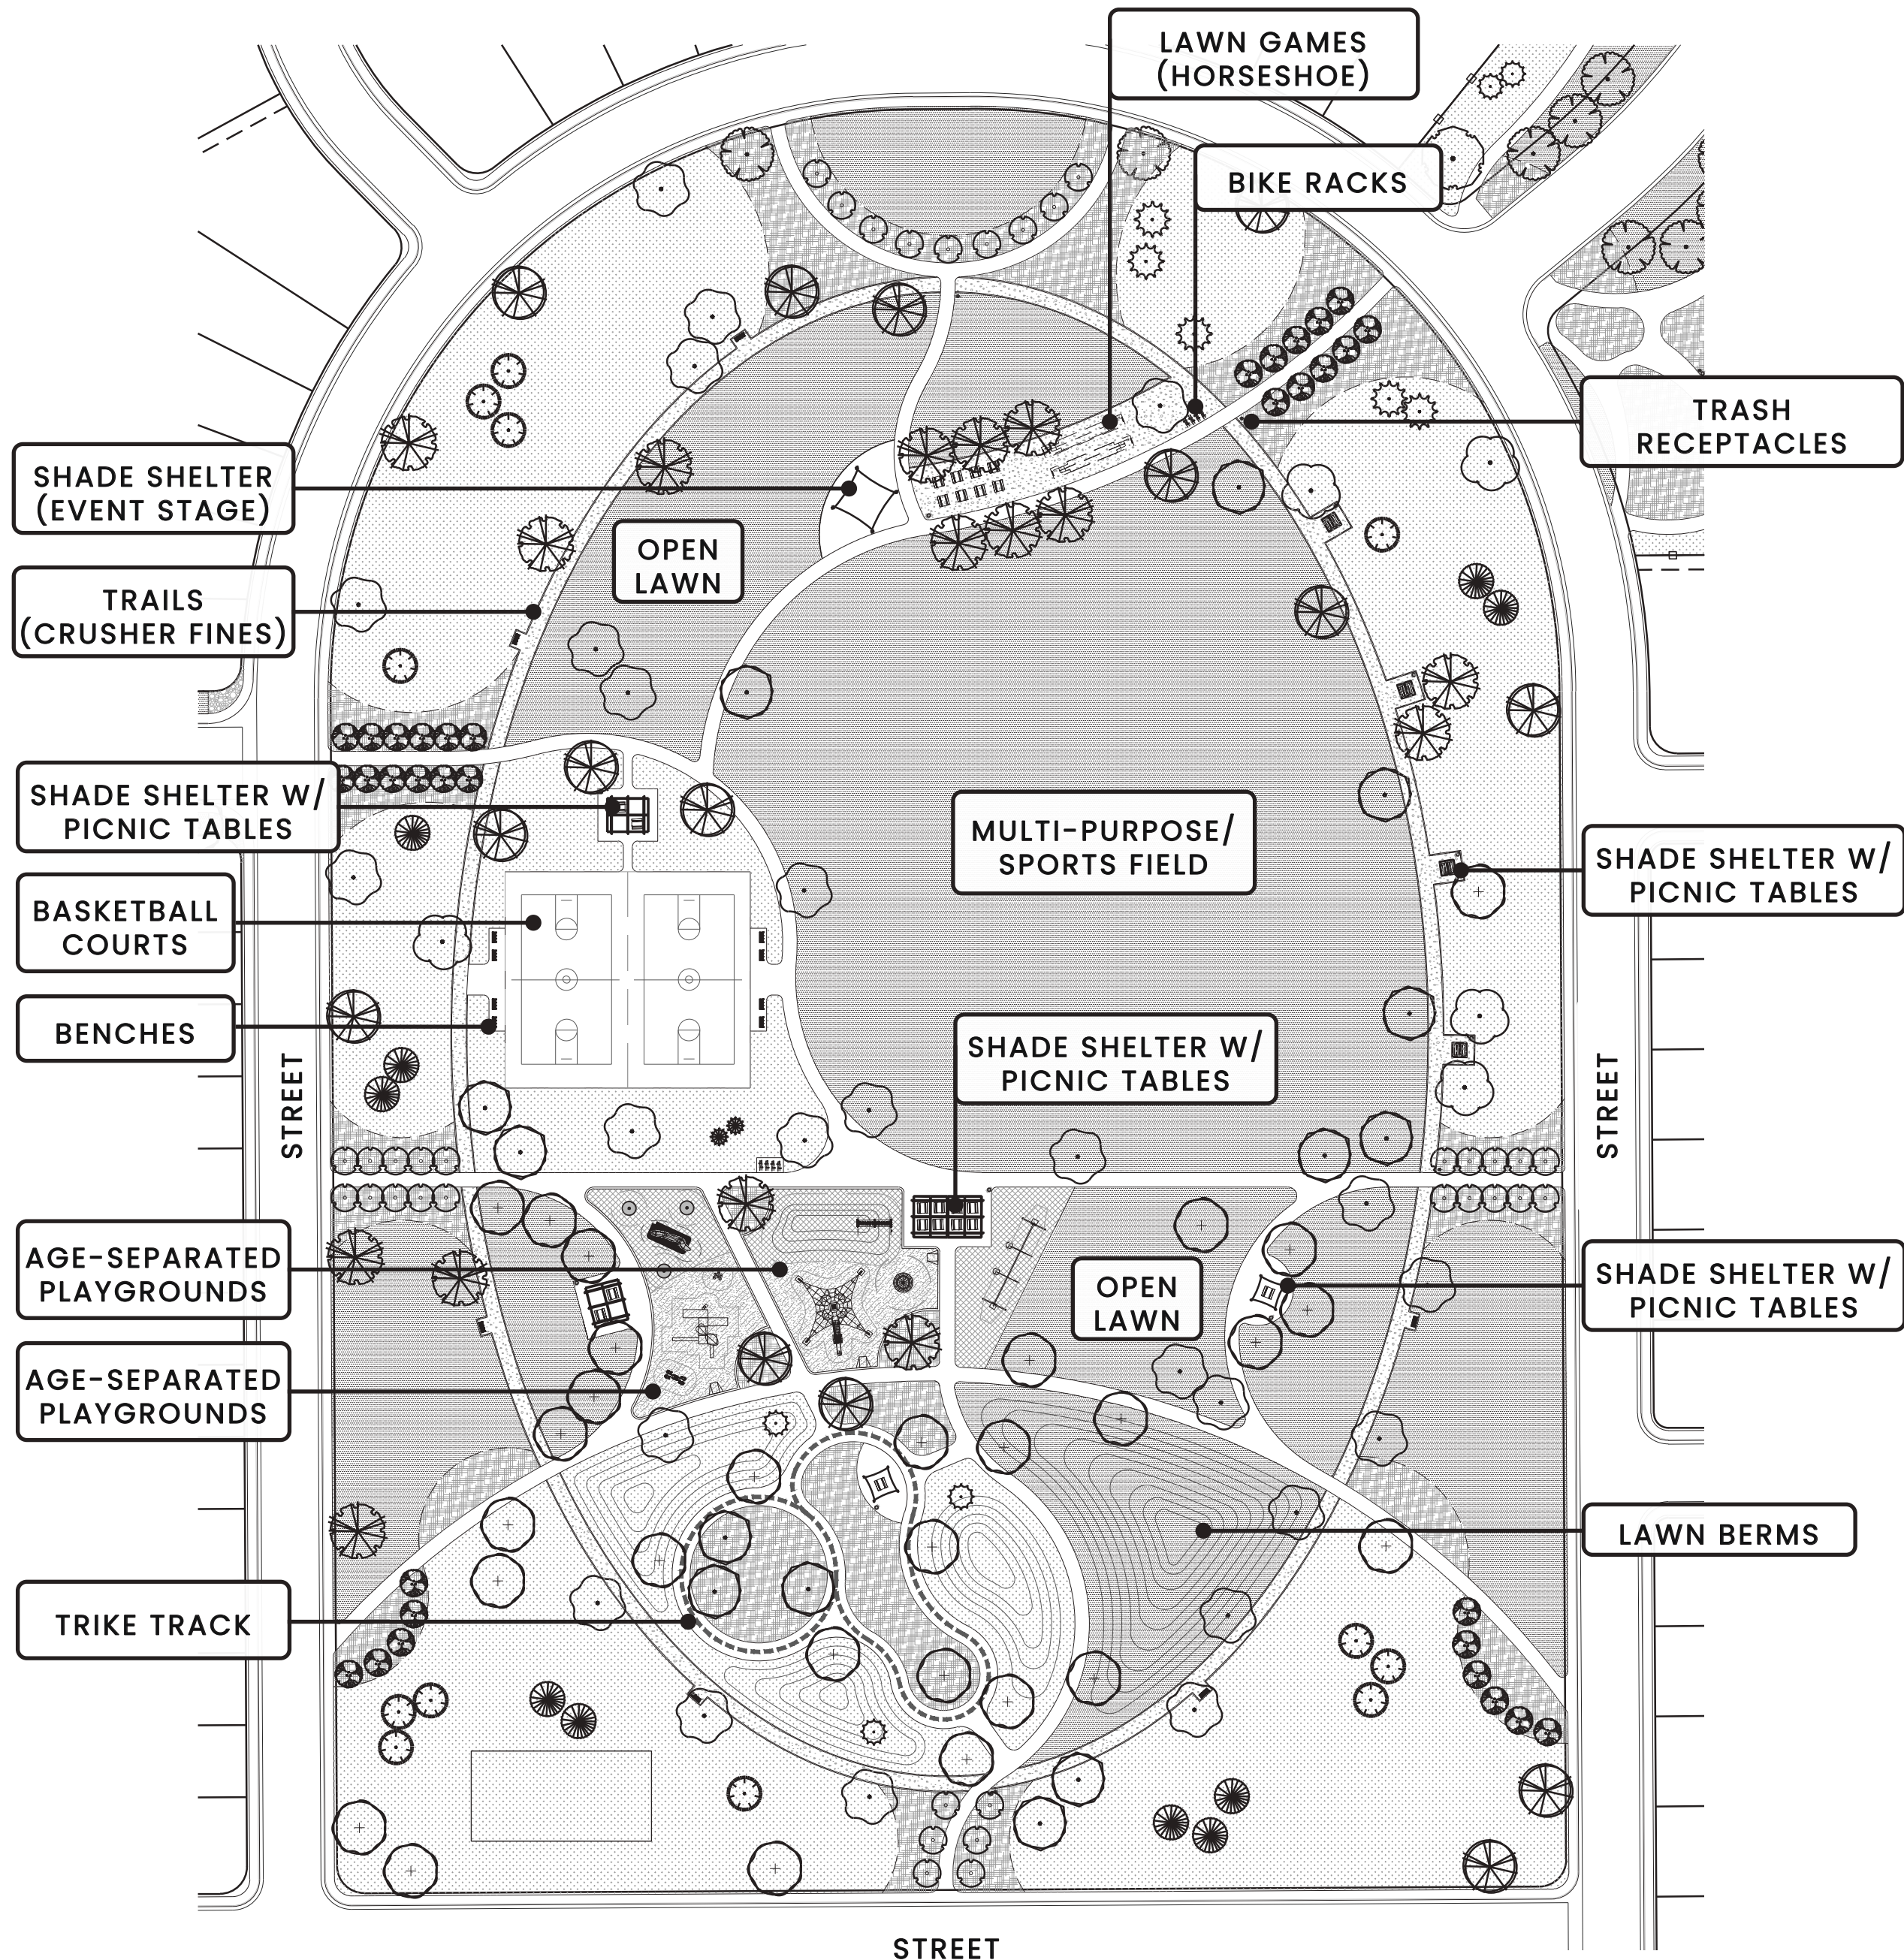 LAWN GAMES
(HORSESHOE)
BIKE RACKS
TRASH
RECEPTACLES
SHADE SHELTER
(EVENT STAGE)
OPEN
LAWN
TRAILS
(CRUSHER FINES)
SHADE SHELTER W/
PICNIC TABLES
MULTI-PURPOSE/
SPORTS FIELD
SHADE SHELTER W/
PICNIC TABLES
BASKETBALL
COURTS
BENCHES
SHADE SHELTER W/
PICNIC TABLES
STREET
STREET
AGE-SEPARATED
PLAYGROUNDS
OPEN
LAWN
SHADE SHELTER W/
PICNIC TABLES
AGE-SEPARATED
PLAYGROUNDS
LAWN BERMS
TRIKE TRACK
STREET